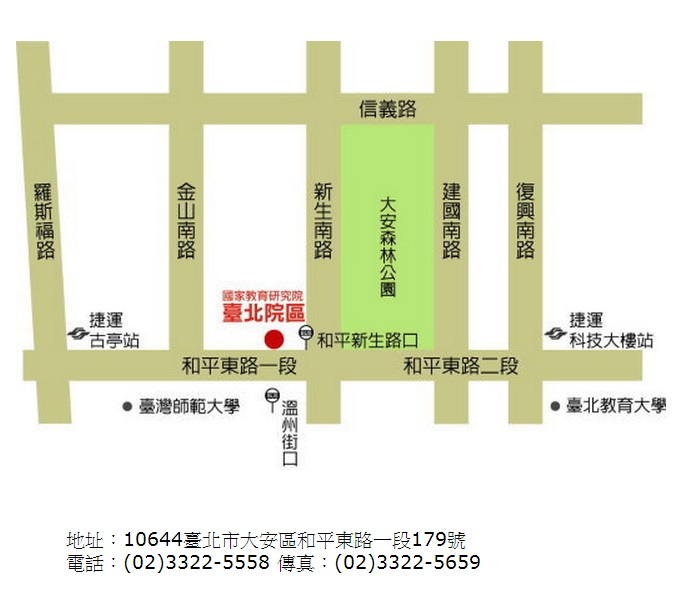 信義路
羅斯福路
金山南路
新生南路
大安森林公園
建國南路
復興南路
國家教育研究院
臺北院區
捷運
古亭站
和平新生路口
捷運
科技大樓站
和平東路一段
和平東路二段
臺灣師範大學
溫州街口
臺北教育大學
地址：10644臺北市大安區和平東路一段179號
電話：(02)3322-5558 傳真：(02)3322-5659